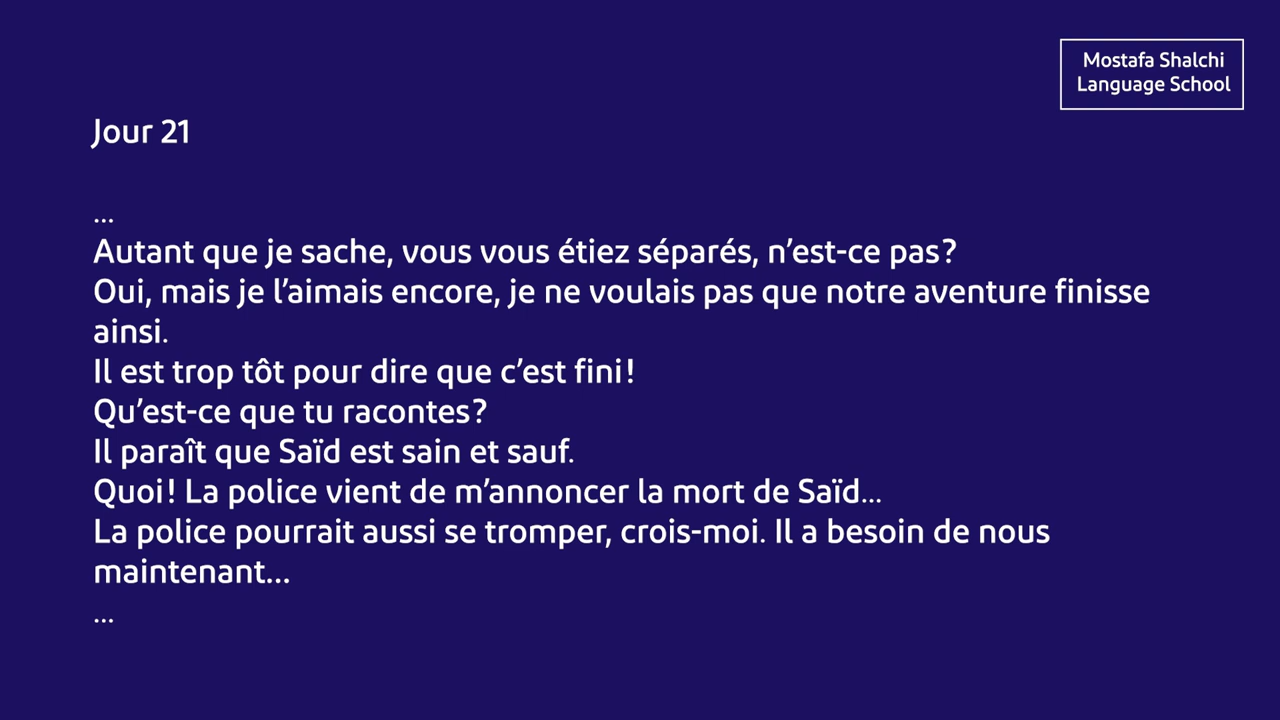 Mostafa Shalchi
Language School
Jour 21
...
Autant que je sache, vous vous étiez séparés, n’est-ce pas?
Oui, mais je l’aimais encore, je ne voulais pas que notre aventure finisse
ainsi.
Il est trop tôt pour dire que c’est fini!
Qu’est-ce que tu racontes?
Il paraît que Saïd est sain et sauf.
Quoi! La police vient de m’annoncer la mort de Saïd...
La police pourrait aussi se tromper, crois-moi. Il a besoin de nous
maintenant...
...